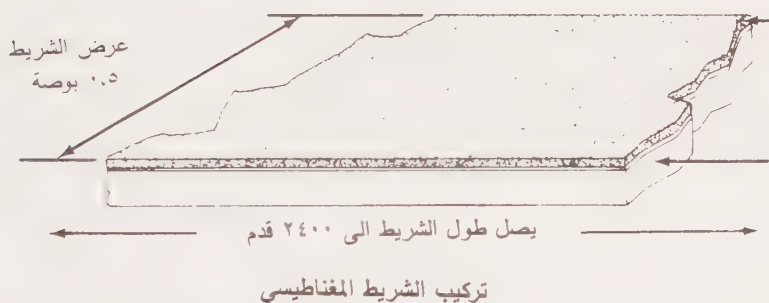 عرض الشريط
٠.٥ بوصة
يصل طول الشريط الى ٢٤٠٠ قدم
تركيب الشريط المغناطيسي